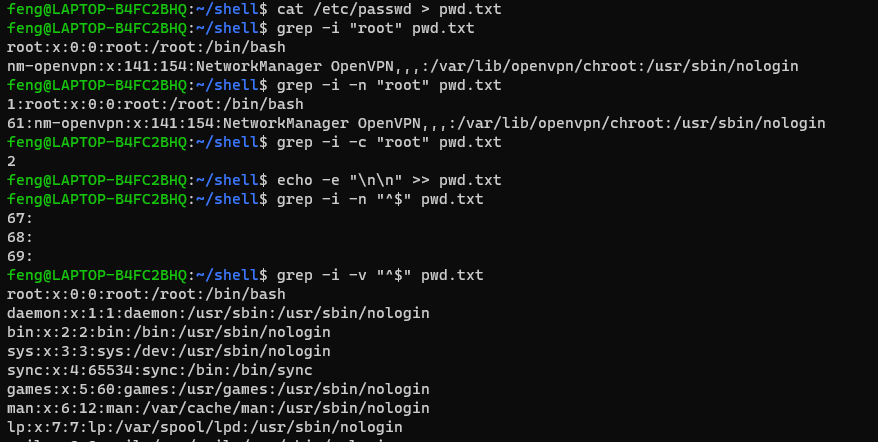 feng@LAPTOP-B4FC2BHQ:~/shell$ cat /etc/passwd > pwd.txt
feng@LAPTOP-B4FC2BHQ:~/shell$ grep -i "root" pwd.txt
root:x:0:0:root:/root:/bin/bash
nm-openvpn:x:141:154:NetworkManager OpenVPN,,,:/var/lib/openvpn/chroot:/usr/sbin/nologin
feng@LAPTOP-B4FC2BHQ:~/shell$ grep -i -n "root" pwd.txt
1:root:x:0:0:root:/root:/bin/bash
61:nm-openvpn:x:141:154:NetworkManager OpenVPN,,,:/var/lib/openvpn/chroot:/usr/sbin/nologin
feng@LAPTOP-B4FC2BHQ:~/shell$ grep -i -c "root" pwd.txt
2
feng@LAPTOP-B4FC2BHQ:~/shell$ echo -e "\n\n" >> pwd.txt
feng@LAPTOP-B4FC2BHQ:~/shell$ grep -i -n "^$" pwd.txt
67:
68:
69:
feng@LAPTOP-B4FC2BHQ:~/shell$ grep -i -v "^$" pwd.txt
root:x:0:0:root:/root:/bin/bash
daemon:x:1:1:daemon:/usr/sbin:/usr/sbin/nologin
bin:x:2:2:bin:/bin:/usr/sbin/nologin
sys:x:3:3:sys:/dev:/usr/sbin/nologin
sync:x:4:65534:sync:/bin:/bin/sync
games:x:5:60:games:/usr/games:/usr/sbin/nologin
man:x:6:12:man:/var/cache/man:/usr/sbin/nologin
lp:x:7:7:lp:/var/spool/lpd:/usr/sbin/nologin